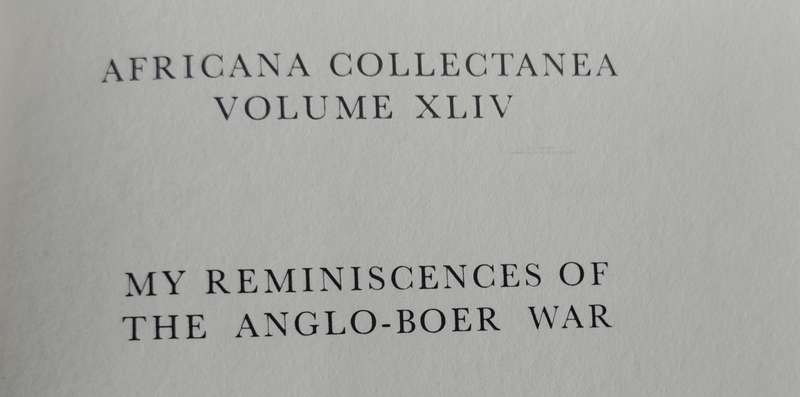 AFRICANA COLLECTANEA
VOLUME XLIV
MY REMINISCENCES OF
THE ANGLO-BOER WAR